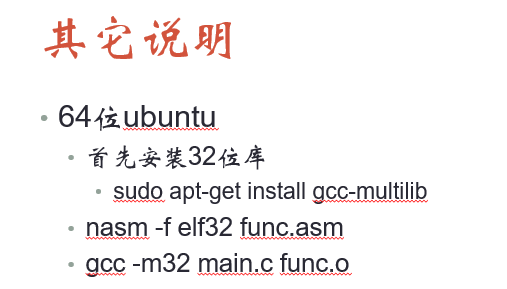 其它说明
64位ubuntu
首先安装32位库
sudo apt-get install gcc-multilib
nasm -f elf32 func.asm
gcc -m32 main.c func.o